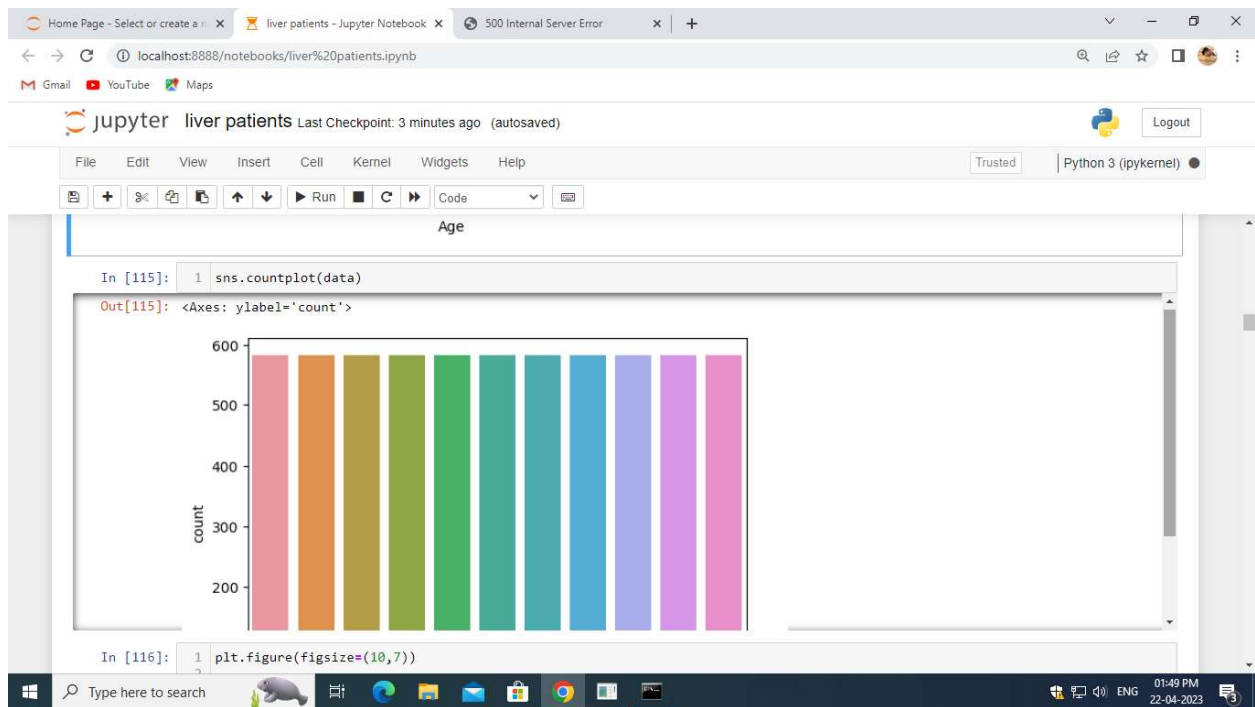 Home Page - Select or create a n
liver patients - Jupyter Notebook
500 Internal Server Error
localhost:8888/notebooks/liver%20patients.ipynb
Gmail YouTube Maps
jupyter liver patients Last Checkpoint: 3 minutes ago (autosaved)
Logout
File Edit View Insert Cell Kernel Widgets Help
Trusted Python 3 (ipykernel)
Run Code
Age
In [115]: 1 sns.countplot(data)
Out[115]: <Axes: ylabel='count'>
600
500
400
count
300
200
In [116]: 1 plt.figure(figsize=(10,7))
2
Type here to search
ENG
01:49 PM
22-04-2023
3